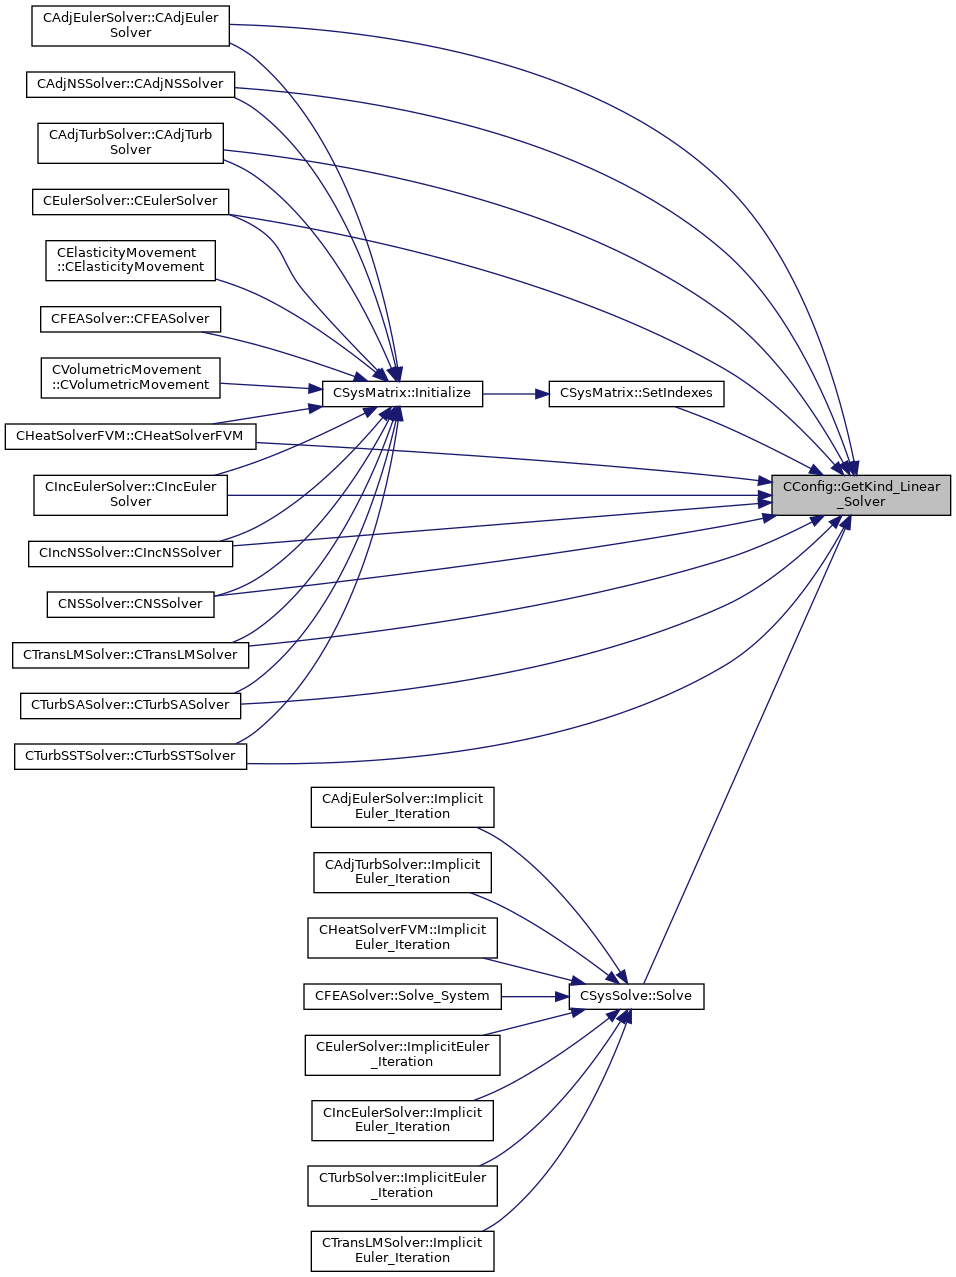 CAdjEulerSolver::CAdjEuler
Solver
CAdjNSSolver::CAdjNSSolver
CAdjTurbSolver::CAdjTurb
Solver
CEulerSolver::CEulerSolver
CElasticityMovement
::CElasticityMovement
CFEASolver::CFEASolver
CVolumetricMovement
::CVolumetricMovement
CHeatSolverFVM::CHeatSolverFVM
CIncEulerSolver::CIncEuler
Solver
CIncNSSolver::CIncNSSolver
CNSSolver::CNSSolver
CTransLMSolver::CTransLMSolver
CTurbSASolver::CTurbSASolver
CTurbSSTSolver::CTurbSSTSolver
CSysMatrix::Initialize
CSysMatrix::SetIndexes
CConfig::GetKind_Linear
_Solver
CAdjEulerSolver::Implicit
Euler_Iteration
CAdjTurbSolver::Implicit
Euler_Iteration
CHeatSolverFVM::Implicit
Euler_Iteration
CFEASolver::Solve_System
CEulerSolver::ImplicitEuler
_Iteration
CIncEulerSolver::Implicit
Euler_Iteration
CTurbSolver::ImplicitEuler
_Iteration
CTransLMSolver::Implicit
Euler_Iteration
CSysSolve::Solve